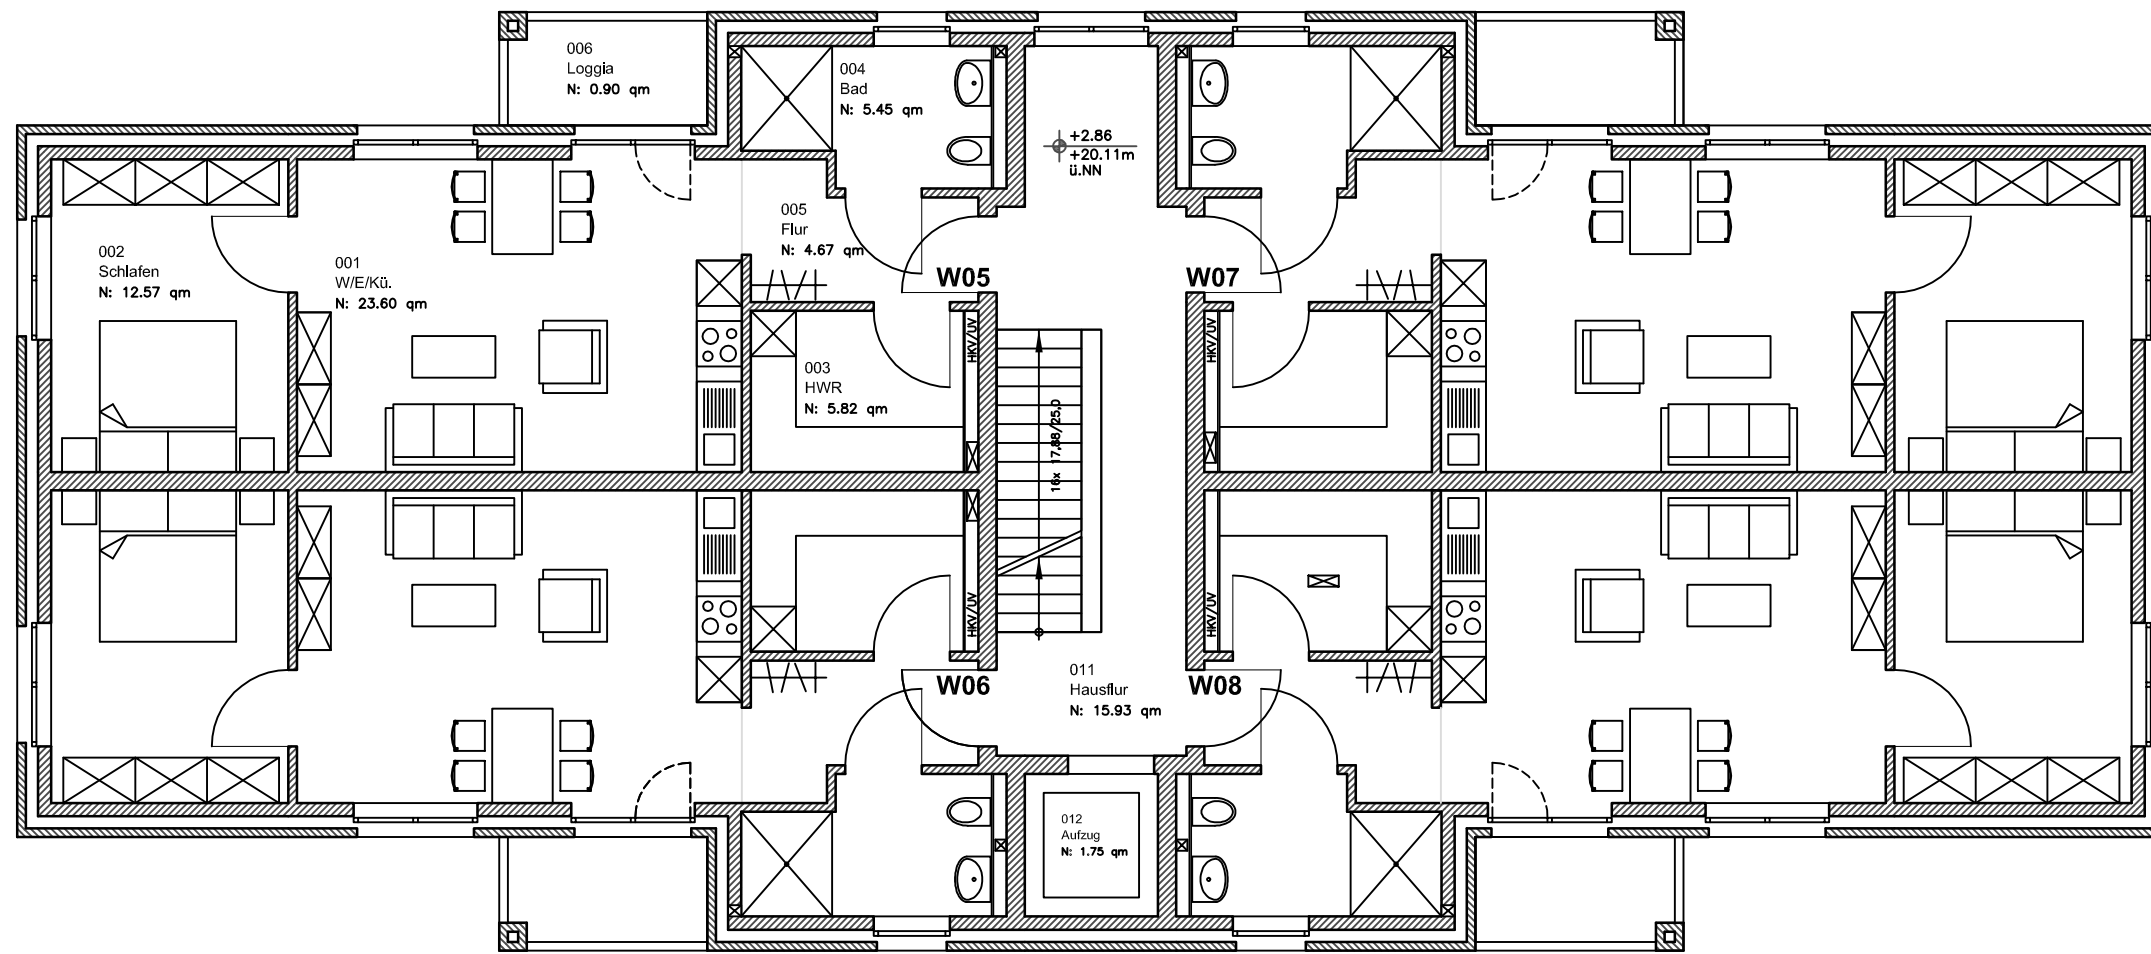 006
Loggia
N: 0.90 qm
004
Bad
N: 5.45 qm
+2.86
+20.11m
ü.NN
005
Flur
N: 4.67 qm
002
Schlafen
N: 12.57 qm
001
W/E/Kü.
N: 23.60 qm
W05
W07
HKV/UV
HKV/UV
003
HWR
N: 5.82 qm
16x 17,88/25,0
HKV/UV
HKV/UV
W06
W08
011
Hausflur
N: 15.93 qm
012
Aufzug
N: 1.75 qm